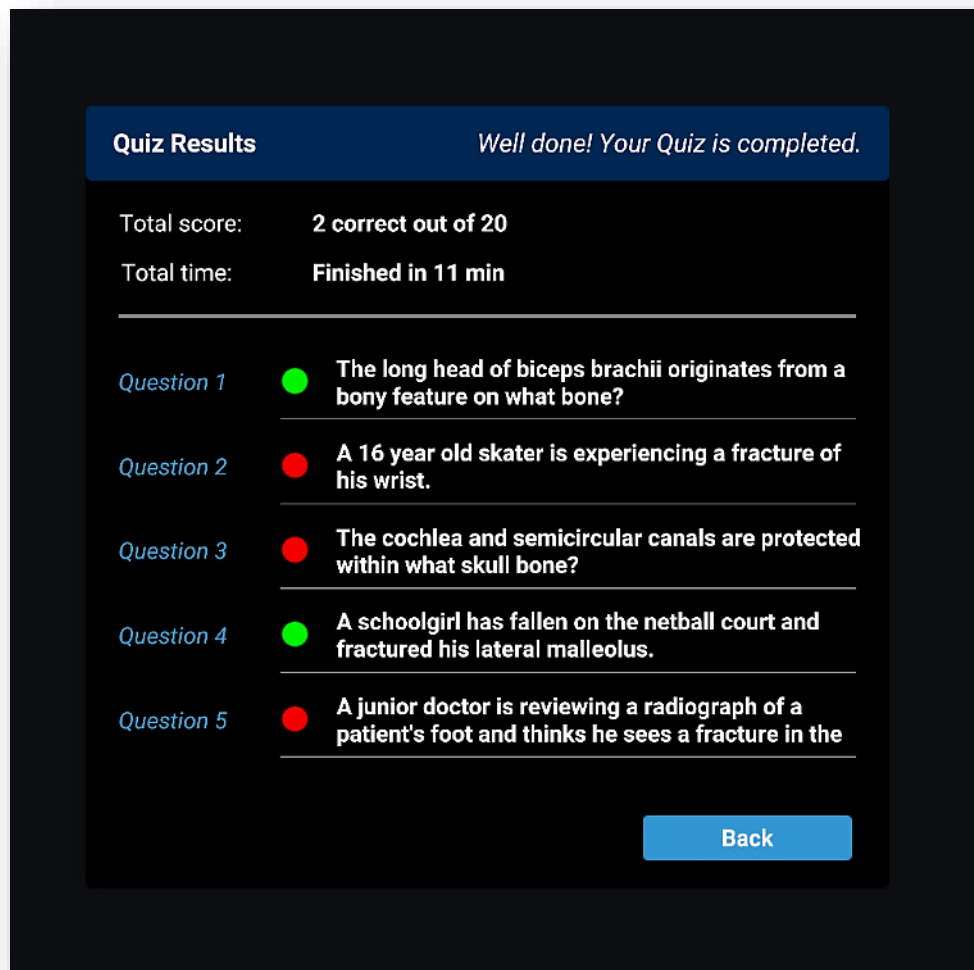 Quiz Results
Well done! Your Quiz is completed.
Total score: 2 correct out of 20
Total time: Finished in 11 min
Question 1
The long head of biceps brachii originates from a
bony feature on what bone?
Question 2
A 16 year old skater is experiencing a fracture of
his wrist.
Question 3
The cochlea and semicircular canals are protected
within what skull bone?
Question 4
A schoolgirl has fallen on the netball court and
fractured his lateral malleolus.
Question 5
A junior doctor is reviewing a radiograph of a
patient's foot and thinks he sees a fracture in the
Back